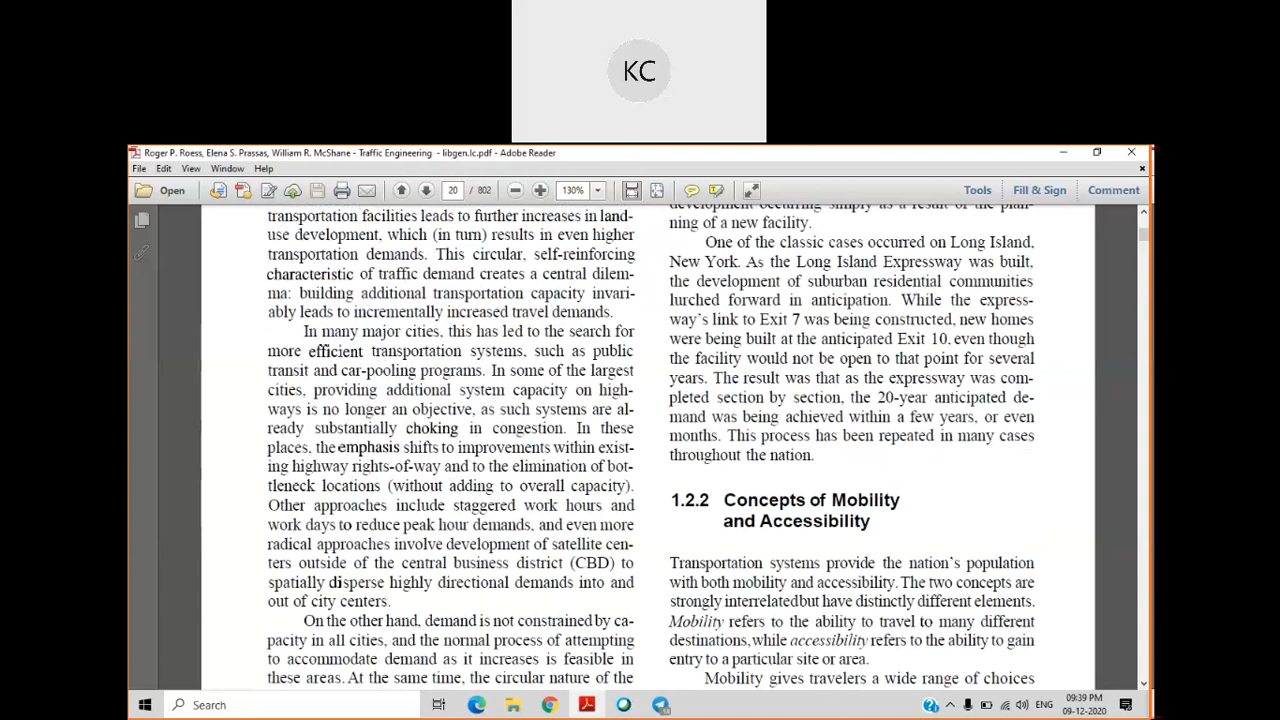 KC
Roger P. Roess, Elena S. Prassas, William R. McShane - Traffic Engineering - libgen.lc.pdf - Adobe Reader
File Edit View Window Help
Open 20 / 802 130% Tools Fill & Sign Comment
transportation facilities leads to further increases in land-
use development, which (in turn) results in even higher
transportation demands. This circular, self-reinforcing
characteristic of traffic demand creates a central dilem-
ma: building additional transportation capacity invari-
ably leads to incrementally increased travel demands.
In many major cities, this has led to the search for
more efficient transportation systems, such as public
transit and car-pooling programs. In some of the largest
cities, providing additional system capacity on high-
ways is no longer an objective, as such systems are al-
ready substantially choking in congestion. In these
places, the emphasis shifts to improvements within exist-
ing highway rights-of-way and to the elimination of bot-
tleneck locations (without adding to overall capacity).
Other approaches include staggered work hours and
work days to reduce peak hour demands, and even more
radical approaches involve development of satellite cen-
ters outside of the central business district (CBD) to
spatially disperse highly directional demands into and
out of city centers.
On the other hand, demand is not constrained by ca-
pacity in all cities, and the normal process of attempting
to accommodate demand as it increases is feasible in
these areas. At the same time, the circular nature of the
development occurring simply as a result of the plan-
ning of a new facility.
One of the classic cases occurred on Long Island,
New York. As the Long Island Expressway was built,
the development of suburban residential communities
lurched forward in anticipation. While the express-
way's link to Exit 7 was being constructed, new homes
were being built at the anticipated Exit 10, even though
the facility would not be open to that point for several
years. The result was that as the expressway was com-
pleted section by section, the 20-year anticipated de-
mand was being achieved within a few years, or even
months. This process has been repeated in many cases
throughout the nation.
1.2.2 Concepts of Mobility
and Accessibility
Transportation systems provide the nation's population
with both mobility and accessibility. The two concepts are
strongly interrelated but have distinctly different elements.
Mobility refers to the ability to travel to many different
destinations, while accessibility refers to the ability to gain
entry to a particular site or area.
Mobility gives travelers a wide range of choices
Search
ENG
09:39 PM
09-12-2020